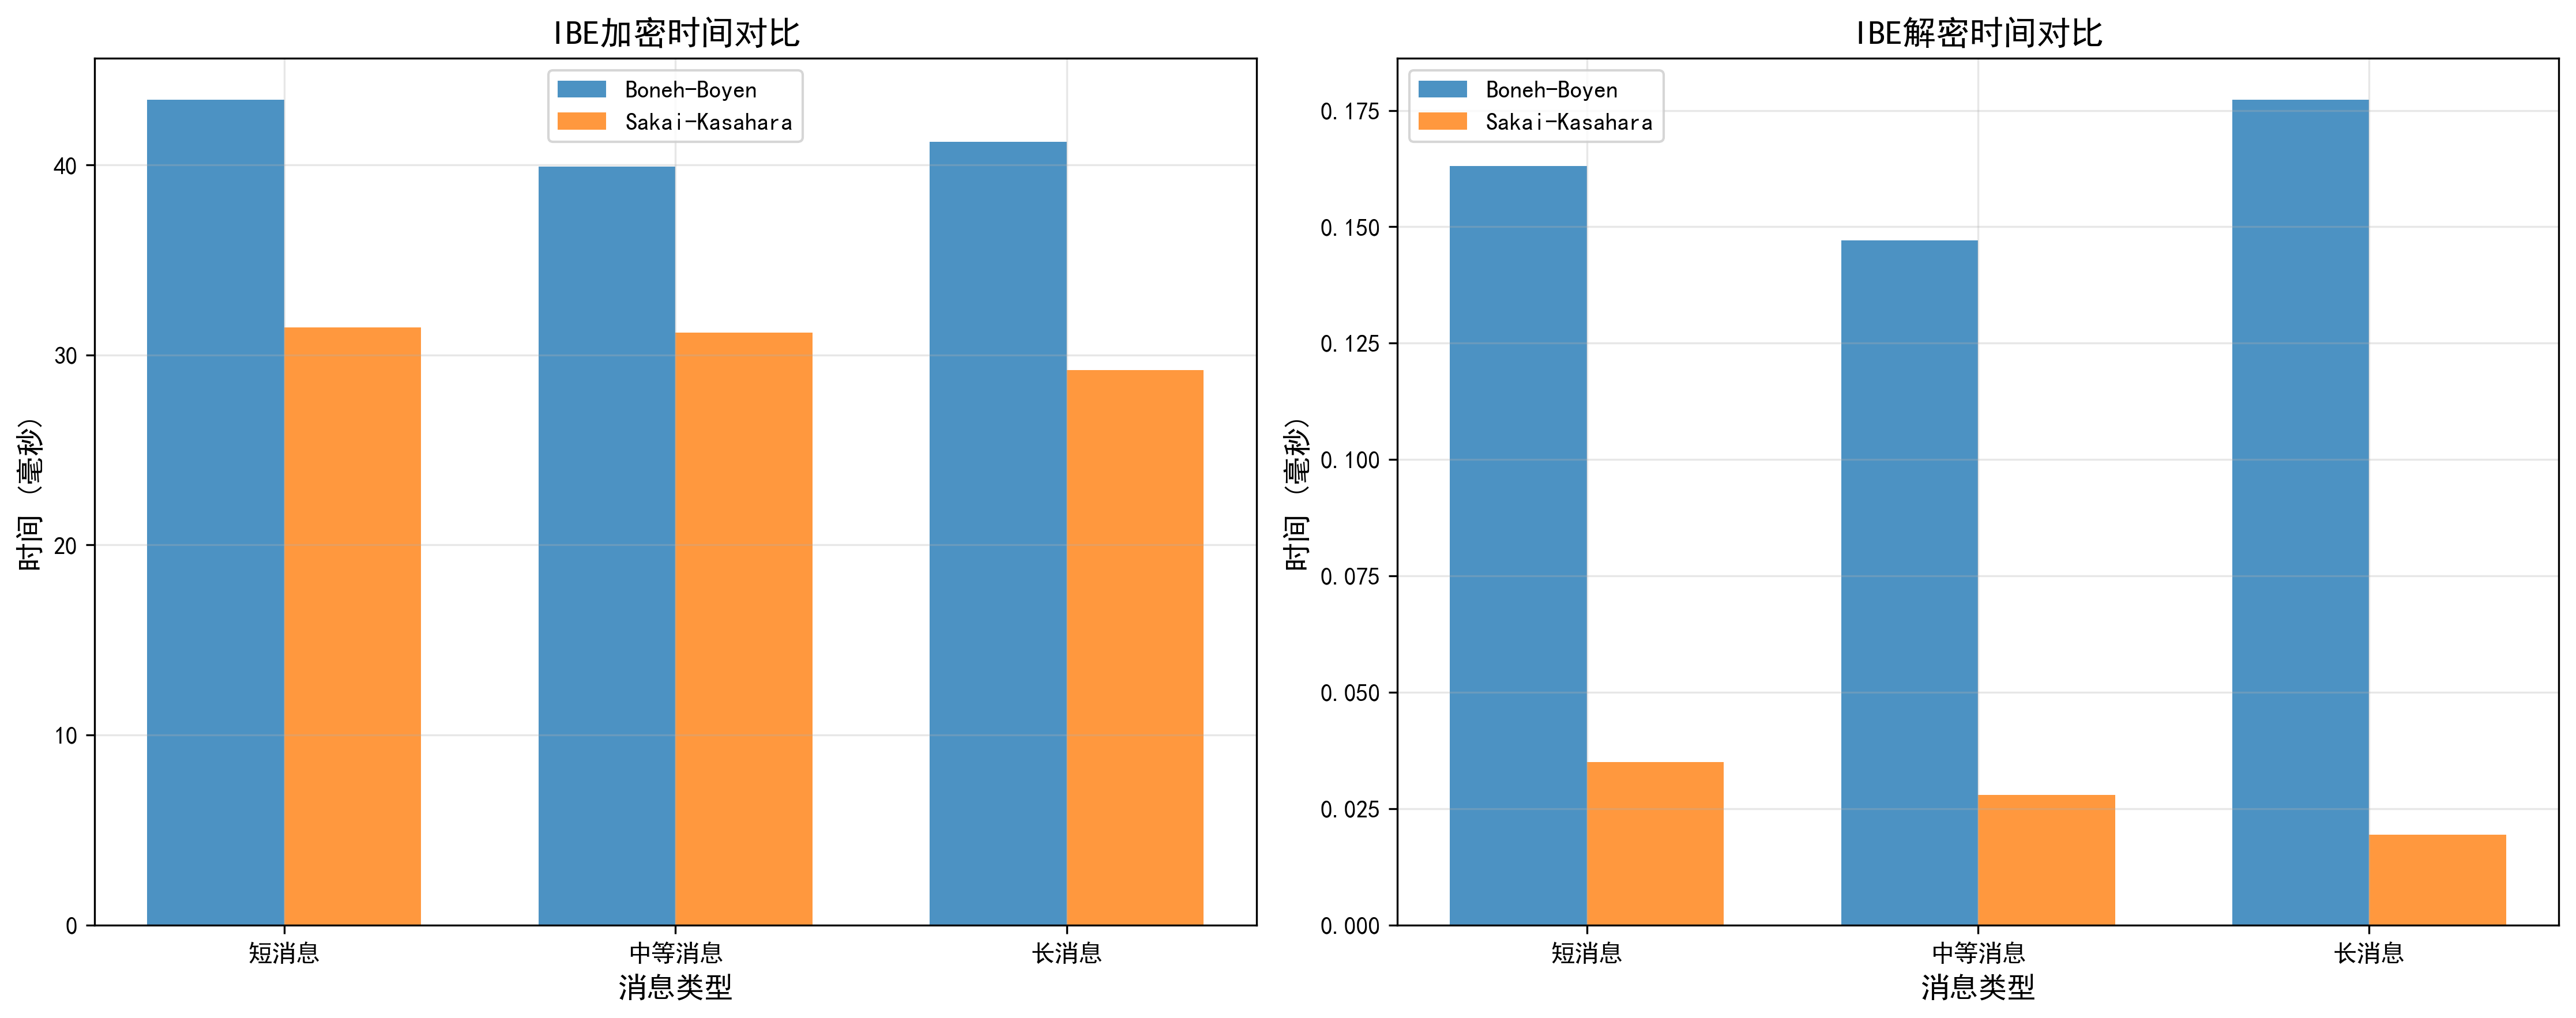 IBE加密时间对比
Boneh-Boyen
Sakai-Kasahara
时间 (毫秒)
40
30
20
10
0
短消息 中等消息 长消息
消息类型
IBE解密时间对比
Boneh-Boyen
Sakai-Kasahara
时间 (毫秒)
0.175
0.150
0.125
0.100
0.075
0.050
0.025
0.000
短消息 中等消息 长消息
消息类型